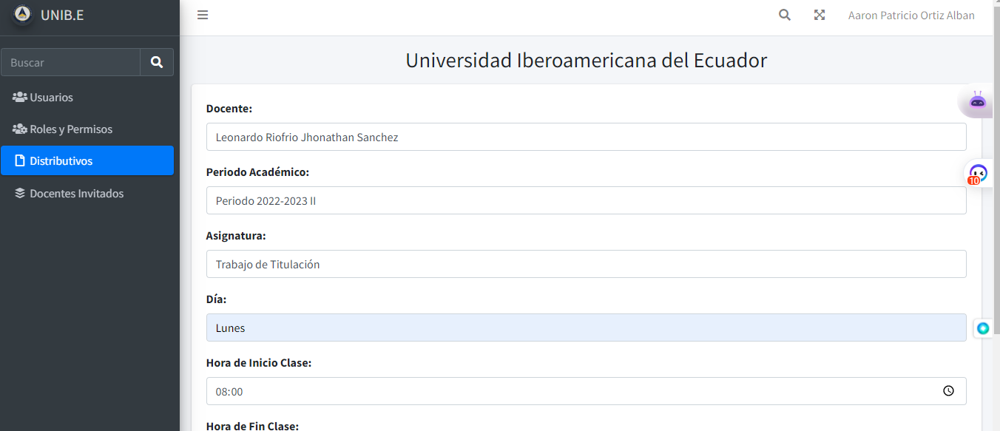 UNIB.E
Aaron Patricio Ortiz Alban
Buscar
Usuarios
Roles y Permisos
Distributivos
Docentes Invitados
Universidad Iberoamericana del Ecuador
Docente:
Leonardo Riofrio Jhonathan Sanchez
Periodo Académico:
Periodo 2022-2023 II
Asignatura:
Trabajo de Titulación
Día:
Lunes
Hora de Inicio Clase:
08:00
Hora de Fin Clase:
10